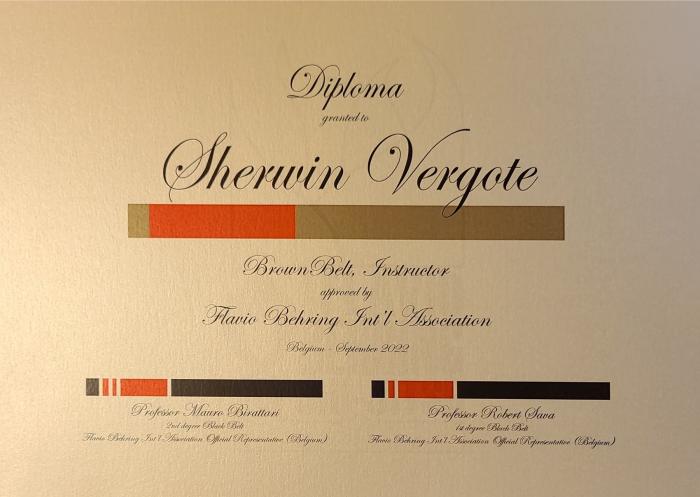 Diploma
granted to
Sherwin Vergote
Brown Belt, Instructor
approved by
Flavio Behring Int'l Association
Belgium - September 2022
Professor Mauro Birattari
2nd degree Black Belt
Flavio Behring Int'l Association Official Representative (Belgium)
Professor Robert Sava
1st degree Black Belt
Flavio Behring Int'l Association Official Representative (Belgium)